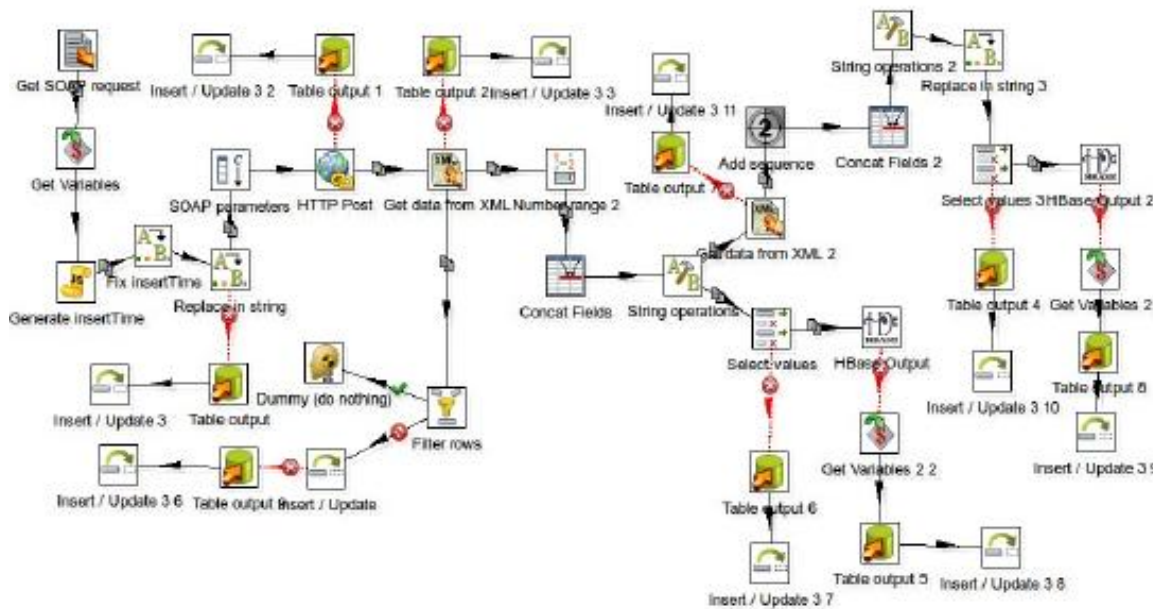 String operations 2
Replace in string 3
Get SOAP request
Insert / Update 3 2
Table output 1
Table output 2
Insert / Update 3 3
Insert / Update 3 11
Add sequence
Concat Fields 2
Get Variables
SOAP parameters
HTTP Post
Get data from XML
Number range 2
Table output
Select values 3
HBase Output 2
Get data from XML 2
Fix insertTime
Generate insertTime
Replace in string
Concat Fields
String operations
Table output 4
Get Variables 2
Select values
HBase Output
Dummy (do nothing)
Table output 8
Insert / Update 3
Table output
Filter rows
Insert / Update 3 10
Get Variables 2 2
Insert / Update 3 9
Insert / Update 3 6
Table output 9
Insert / Update
Table output 6
Table output 5
Insert / Update 3 8
Insert / Update 3 7